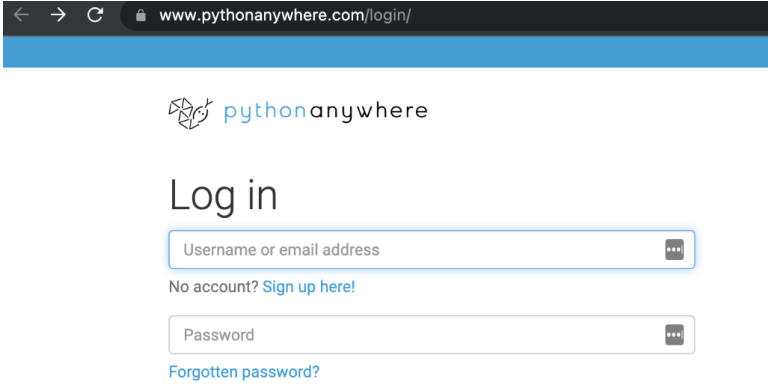 www.pythonanywhere.com/login/
pythonanywhere
Log in
Username or email address
No account? Sign up here!
Password
Forgotten password?